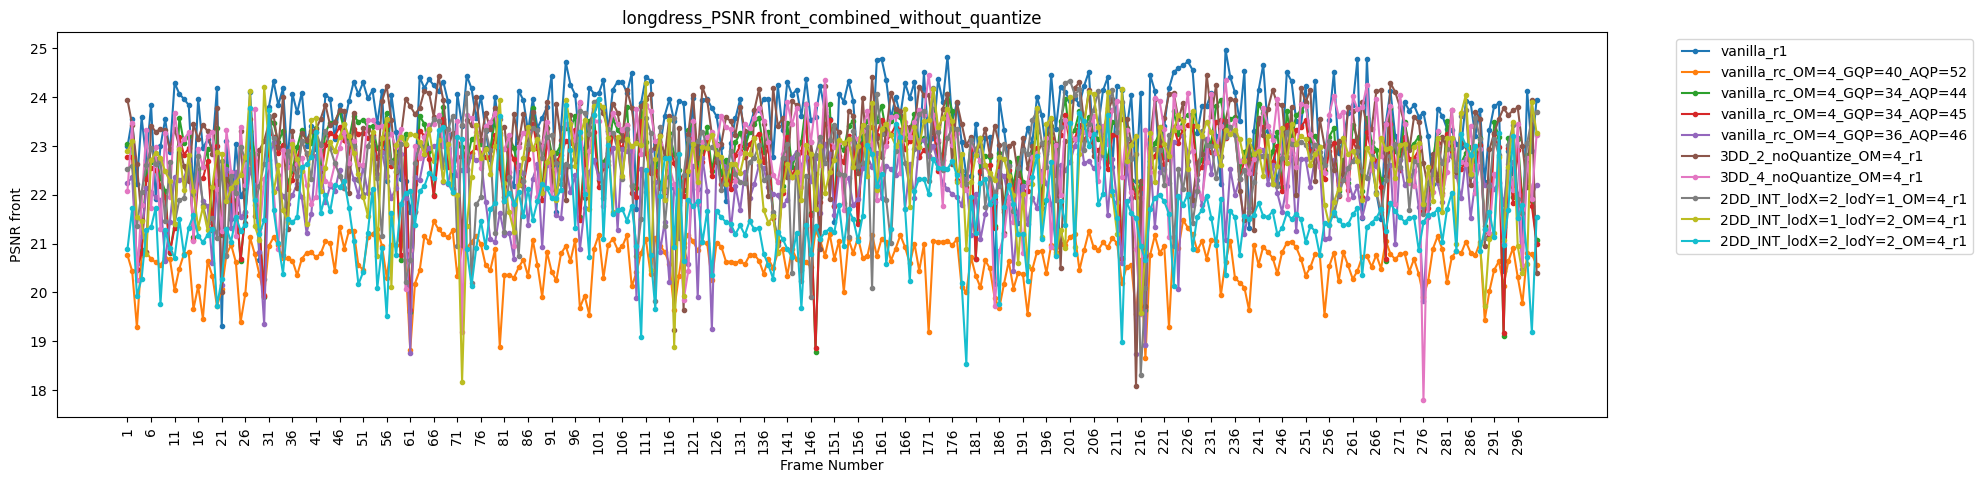 longdress_PSNR front_combined_without_quantize
PSNR front
25
24
23
22
21
20
19
18
1 6 11 16 21 26 31 36 41 46 51 56 61 66 71 76 81 86 91 96 101 106 111 116 121 126 131 136 141 146 151 156 161 166 171 176 181 186 191 196 201 206 211 216 221 226 231 236 241 246 251 256 261 266 271 276 281 286 291 296
Frame Number
vanilla_r1
vanilla_rc_OM=4_GQP=40_AQP=52
vanilla_rc_OM=4_GQP=34_AQP=44
vanilla_rc_OM=4_GQP=34_AQP=45
vanilla_rc_OM=4_GQP=36_AQP=46
3DD_2_noQuantize_OM=4_r1
3DD_4_noQuantize_OM=4_r1
2DD_INT_lodX=2_lodY=1_OM=4_r1
2DD_INT_lodX=1_lodY=2_OM=4_r1
2DD_INT_lodX=2_lodY=2_OM=4_r1